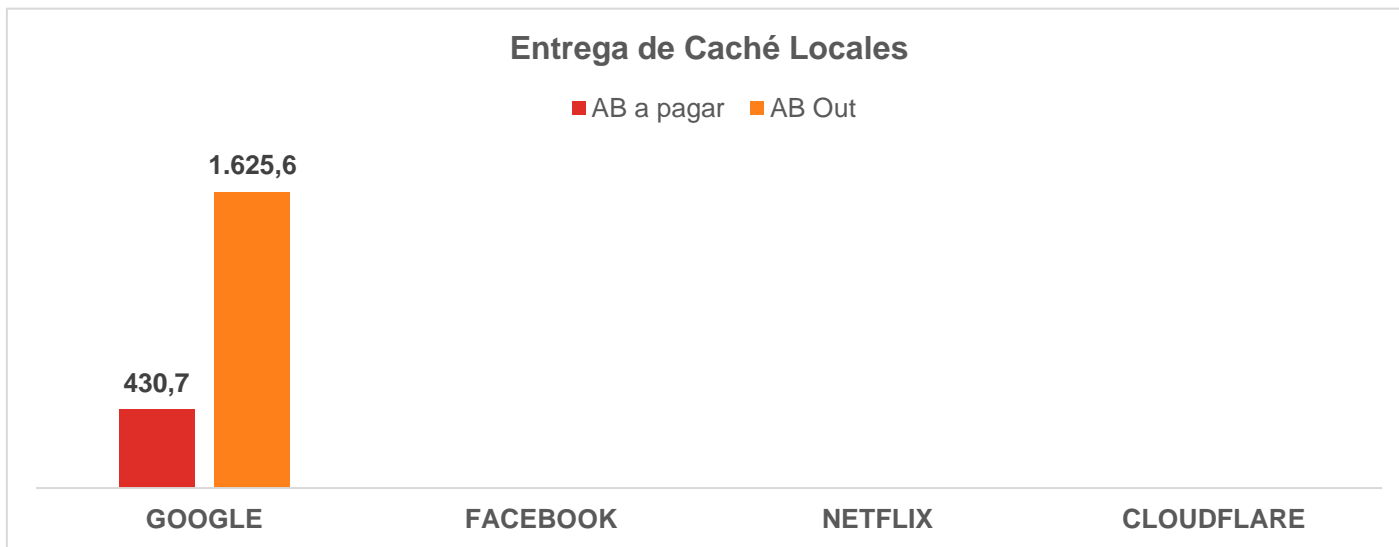 Entrega de Caché Locales
AB a pagar AB Out
1.625,6
430,7
GOOGLE FACEBOOK NETFLIX CLOUDFLARE